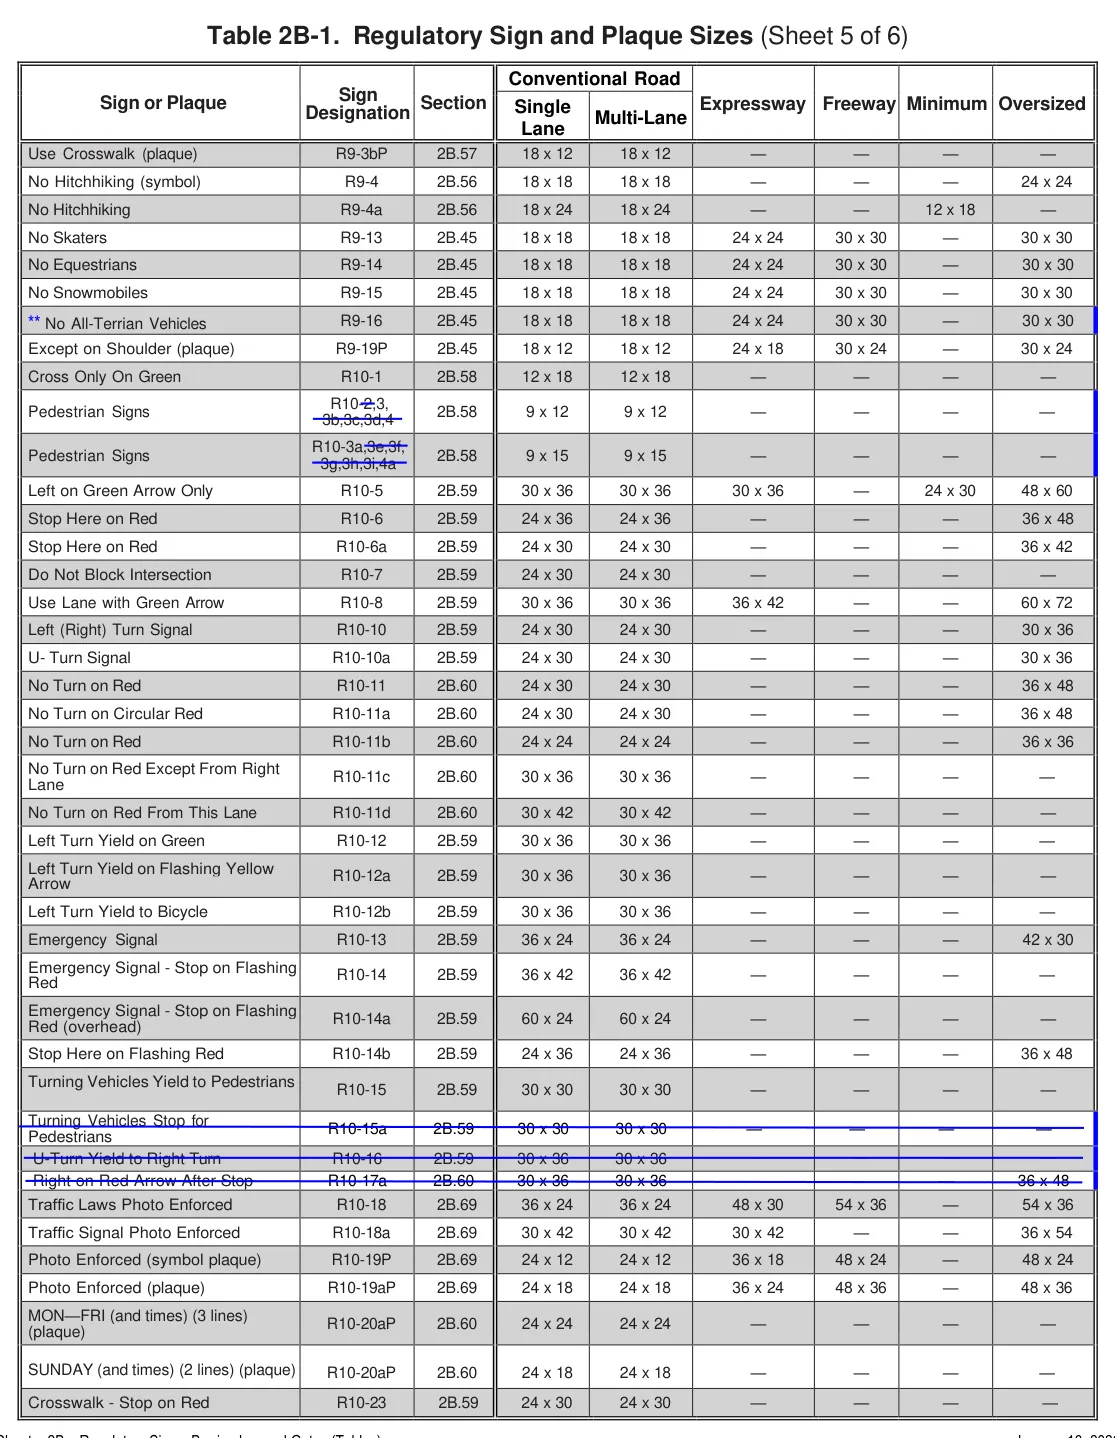 Table 2B-1. Regulatory Sign and Plaque Sizes (Sheet 5 of 6)
Sign or Plaque Sign Designation Section Conventional Road Expressway Freeway Minimum Oversized
Single Lane Multi-Lane
Use Crosswalk (plaque) R9-3bP 2B.57 18 x 12 18 x 12 — — — —
No Hitchhiking (symbol) R9-4 2B.56 18 x 18 18 x 18 — — — 24 x 24
No Hitchhiking R9-4a 2B.56 18 x 24 18 x 24 — — 12 x 18 —
No Skaters R9-13 2B.45 18 x 18 18 x 18 24 x 24 30 x 30 — 30 x 30
No Equestrians R9-14 2B.45 18 x 18 18 x 18 24 x 24 30 x 30 — 30 x 30
No Snowmobiles R9-15 2B.45 18 x 18 18 x 18 24 x 24 30 x 30 — 30 x 30
** No All-Terrian Vehicles R9-16 2B.45 18 x 18 18 x 18 24 x 24 30 x 30 — 30 x 30
Except on Shoulder (plaque) R9-19P 2B.45 18 x 12 18 x 12 24 x 18 30 x 24 — 30 x 24
Cross Only On Green R10-1 2B.58 12 x 18 12 x 18 — — — —
Pedestrian Signs R10-2,3, 3b,3c,3d,4 2B.58 9 x 12 9 x 12 — — — —
Pedestrian Signs R10-3a,3e,3f, 3g,3h,3i,4a 2B.58 9 x 15 9 x 15 — — — —
Left on Green Arrow Only R10-5 2B.59 30 x 36 30 x 36 30 x 36 — 24 x 30 48 x 60
Stop Here on Red R10-6 2B.59 24 x 36 24 x 36 — — — 36 x 48
Stop Here on Red R10-6a 2B.59 24 x 30 24 x 30 — — — 36 x 42
Do Not Block Intersection R10-7 2B.59 24 x 30 24 x 30 — — — —
Use Lane with Green Arrow R10-8 2B.59 30 x 36 30 x 36 36 x 42 — — 60 x 72
Left (Right) Turn Signal R10-10 2B.59 24 x 30 24 x 30 — — — 30 x 36
U- Turn Signal R10-10a 2B.59 24 x 30 24 x 30 — — — 30 x 36
No Turn on Red R10-11 2B.60 24 x 30 24 x 30 — — — 36 x 48
No Turn on Circular Red R10-11a 2B.60 24 x 30 24 x 30 — — — 36 x 48
No Turn on Red R10-11b 2B.60 24 x 24 24 x 24 — — — 36 x 36
No Turn on Red Except From Right Lane R10-11c 2B.60 30 x 36 30 x 36 — — — —
No Turn on Red From This Lane R10-11d 2B.60 30 x 42 30 x 42 — — — —
Left Turn Yield on Green R10-12 2B.59 30 x 36 30 x 36 — — — —
Left Turn Yield on Flashing Yellow Arrow R10-12a 2B.59 30 x 36 30 x 36 — — — —
Left Turn Yield to Bicycle R10-12b 2B.59 30 x 36 30 x 36 — — — —
Emergency Signal R10-13 2B.59 36 x 24 36 x 24 — — — 42 x 30
Emergency Signal - Stop on Flashing Red R10-14 2B.59 36 x 42 36 x 42 — — — —
Emergency Signal - Stop on Flashing Red (overhead) R10-14a 2B.59 60 x 24 60 x 24 — — — —
Stop Here on Flashing Red R10-14b 2B.59 24 x 36 24 x 36 — — — 36 x 48
Turning Vehicles Yield to Pedestrians R10-15 2B.59 30 x 30 30 x 30 — — — —
Turning Vehicles Stop for Pedestrians R10-15a 2B.59 30 x 30 30 x 30 — — — —
U-Turn Yield to Right Turn R10-16 2B.59 30 x 36 30 x 36
Right on Red Arrow After Stop R10-17a 2B.60 30 x 36 30 x 36 36 x 48
Traffic Laws Photo Enforced R10-18 2B.69 36 x 24 36 x 24 48 x 30 54 x 36 — 54 x 36
Traffic Signal Photo Enforced R10-18a 2B.69 30 x 42 30 x 42 30 x 42 — — 36 x 54
Photo Enforced (symbol plaque) R10-19P 2B.69 24 x 12 24 x 12 36 x 18 48 x 24 — 48 x 24
Photo Enforced (plaque) R10-19aP 2B.69 24 x 18 24 x 18 36 x 24 48 x 36 — 48 x 36
MON—FRI (and times) (3 lines) (plaque) R10-20aP 2B.60 24 x 24 24 x 24 — — — —
SUNDAY (and times) (2 lines) (plaque) R10-20aP 2B.60 24 x 18 24 x 18 — — — —
Crosswalk - Stop on Red R10-23 2B.59 24 x 30 24 x 30 — — — —